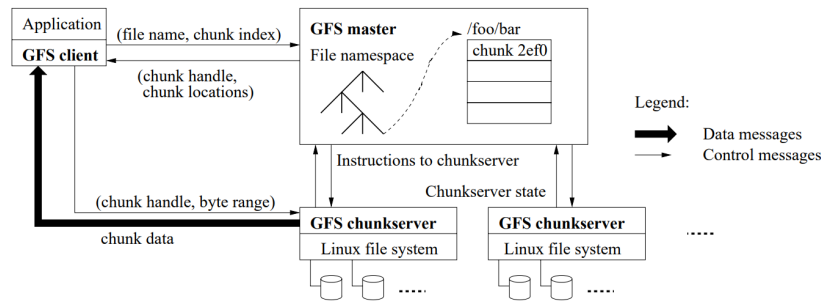 Application
GFS client
(file name, chunk index)
(chunk handle,
chunk locations)
GFS master
File namespace
/foo/bar
chunk 2ef0
Legend:
Data messages
Control messages
Instructions to chunkserver
Chunkserver state
(chunk handle, byte range)
chunk data
GFS chunkserver
Linux file system
GFS chunkserver
Linux file system